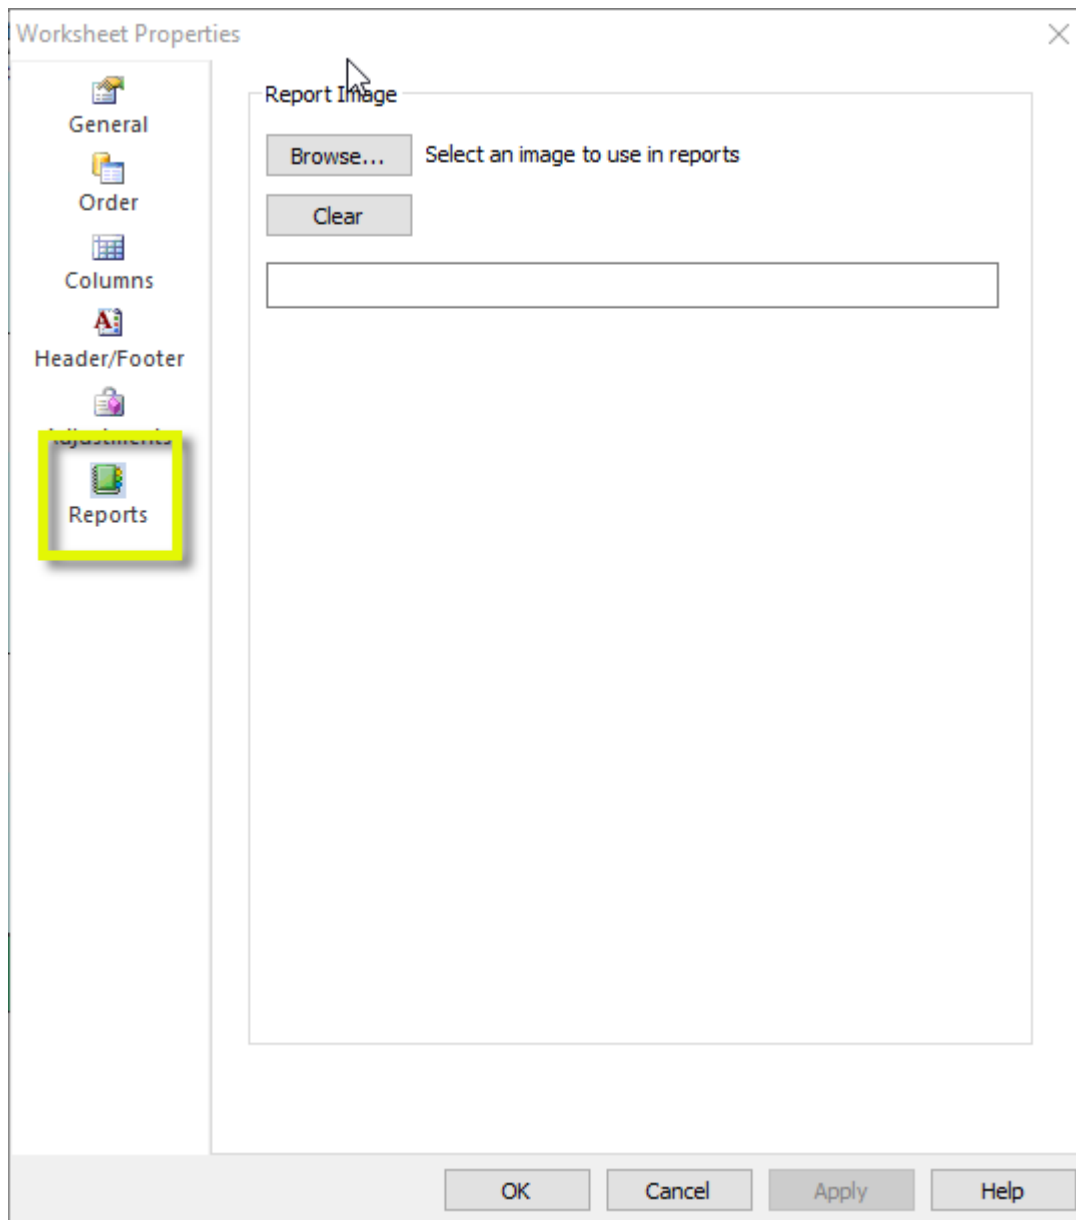 Worksheet Properties
General
Order
Columns
Header/Footer
Adjustments
Reports
Report Image
Browse... Select an image to use in reports
Clear
OK Cancel Apply Help